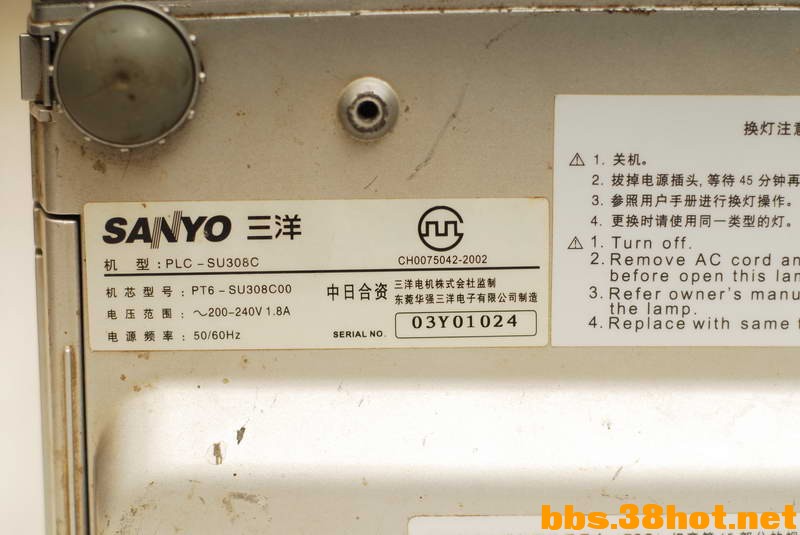 SANYO 三洋
CH0075042-2002
机 型：PLC-SU308C
机芯型号：PT6-SU308C00
电压范围：～200-240V 1.8A
电源频率：50/60Hz
中日合资
三洋电机株式会社监制
东莞华强三洋电子有限公司制造
SERIAL NO. 03Y01024
换灯注意
⚠ 1. 关机。
2. 拔掉电源插头, 等待 45 分钟再
3. 参照用户手册进行换灯操作。
4. 更换时请使用同一类型的灯。
⚠ 1. Turn off.
2. Remove AC cord an
before open this lam
3. Refer owner's manu
the lamp.
4. Replace with same t
bbs.38hot.net